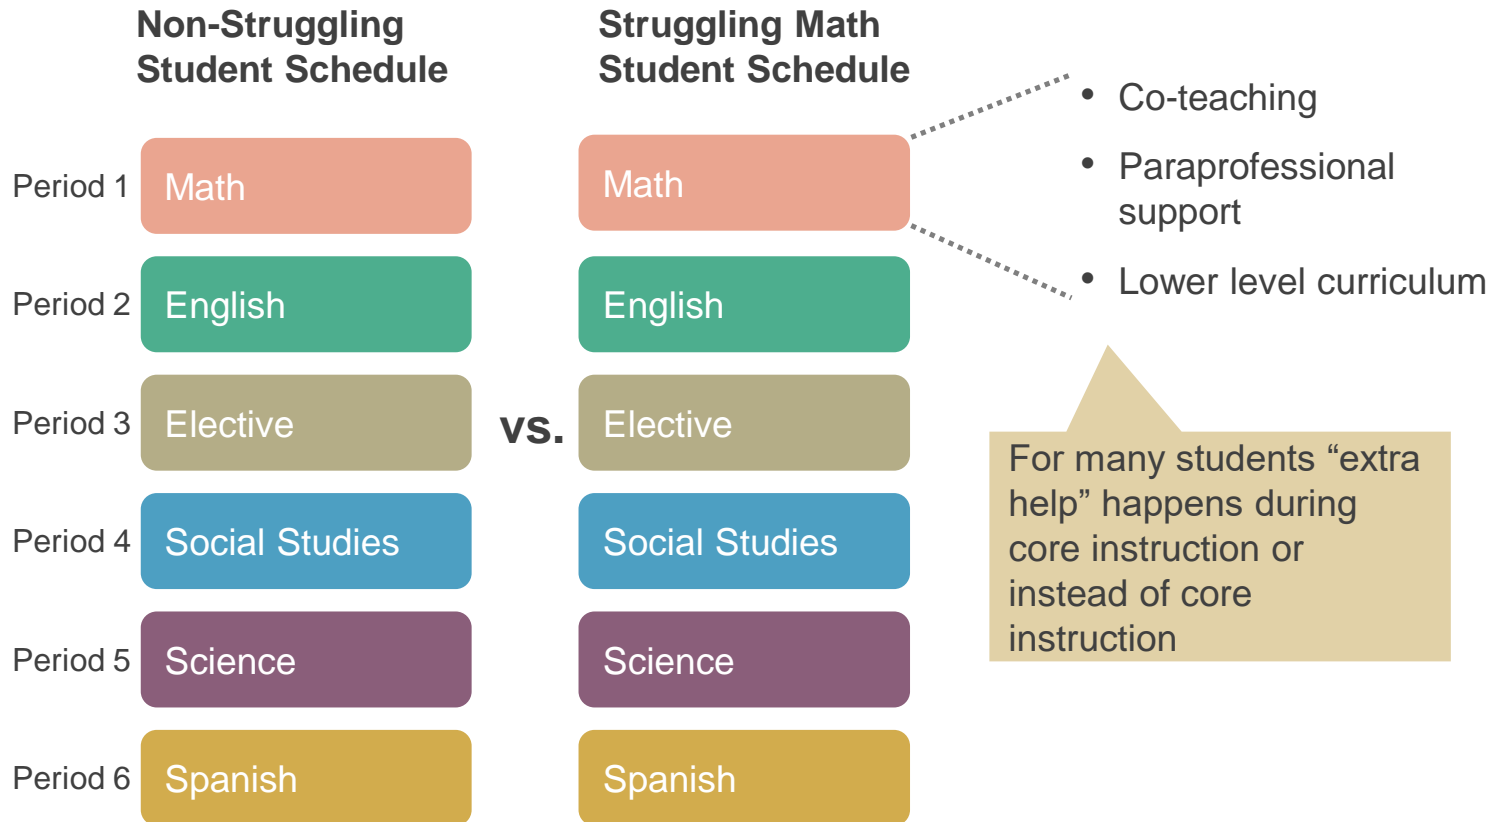 Non-Struggling
Student Schedule
Struggling Math
Student Schedule
Period 1
Math
Math
Period 2
English
English
Period 3
Elective
vs.
Elective
Period 4
Social Studies
Social Studies
Period 5
Science
Science
Period 6
Spanish
Spanish
• Co-teaching
• Paraprofessional
support
• Lower level curriculum
For many students “extra
help” happens during
core instruction or
instead of core
instruction